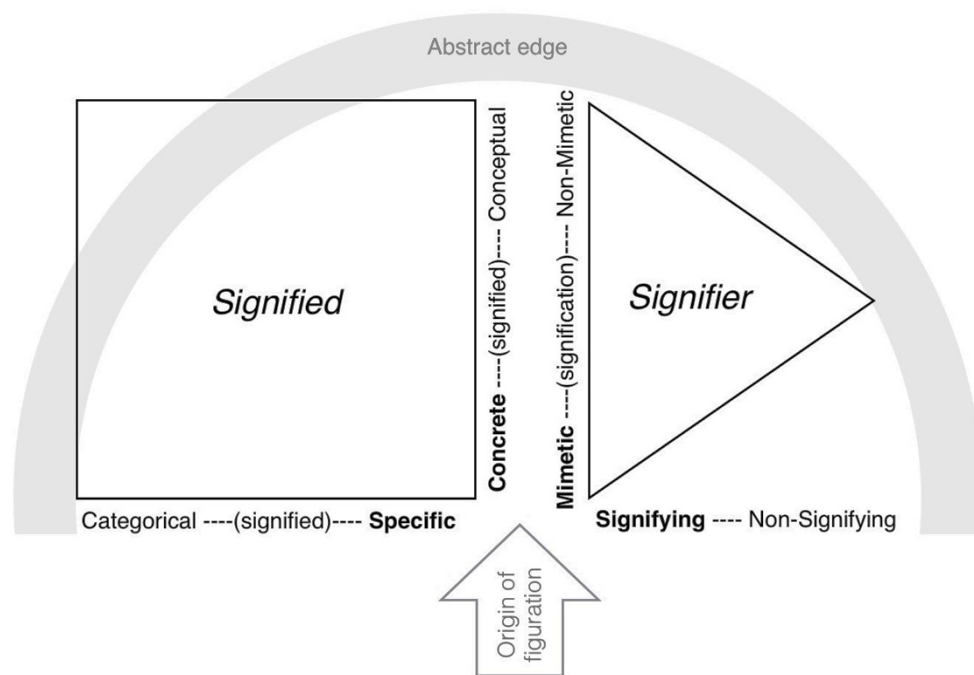 Abstract edge
Signified
Concrete ----(signified)---- Conceptual
Mimetic ----(signification)---- Non-Mimetic
Signifier
Categorical ----(signified)---- Specific
Signifying ---- Non-Signifying
Origin of
figuration